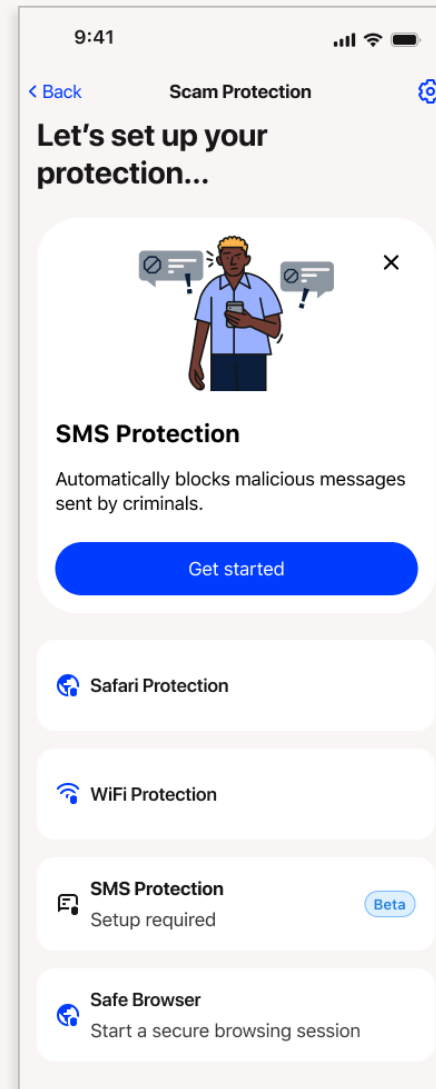 9:41
Back
Scam Protection
Let's set up your
protection...
SMS Protection
Automatically blocks malicious messages
sent by criminals.
Get started
Safari Protection
WiFi Protection
SMS Protection
Setup required
Beta
Safe Browser
Start a secure browsing session